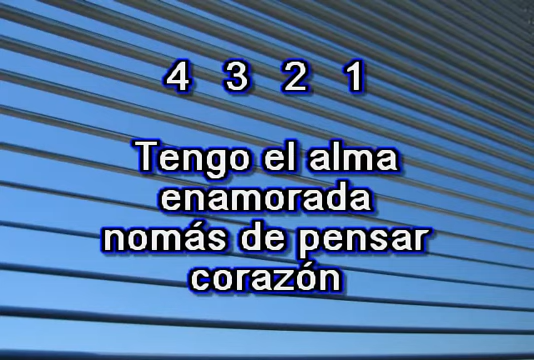 4 3 2 1
Tengo el alma
enamorada
nomás de pensar
corazón